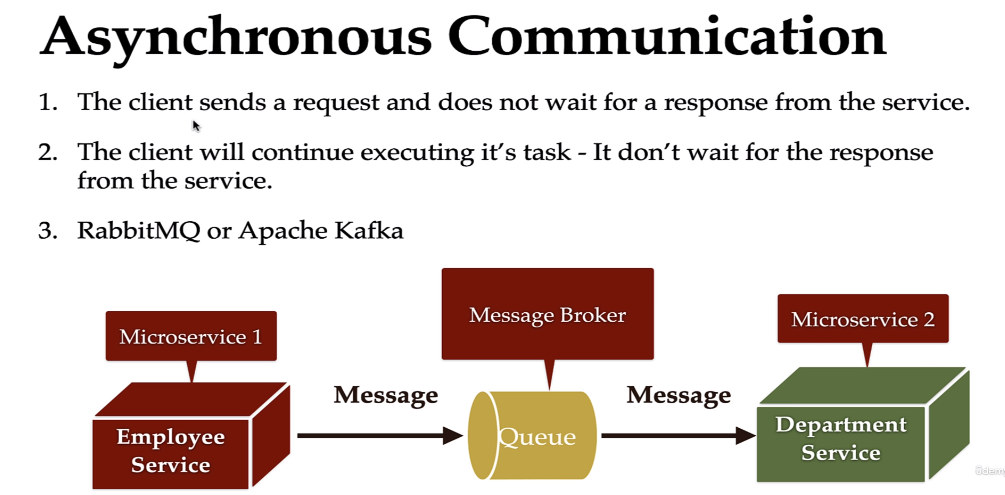 Asynchronous Communication
1. The client sends a request and does not wait for a response from the service.
2. The client will continue executing it’s task - It don’t wait for the response
from the service.
3. RabbitMQ or Apache Kafka
Message Broker
Microservice 1
Microservice 2
Message
Message
Employee
Service
Queue
Department
Service